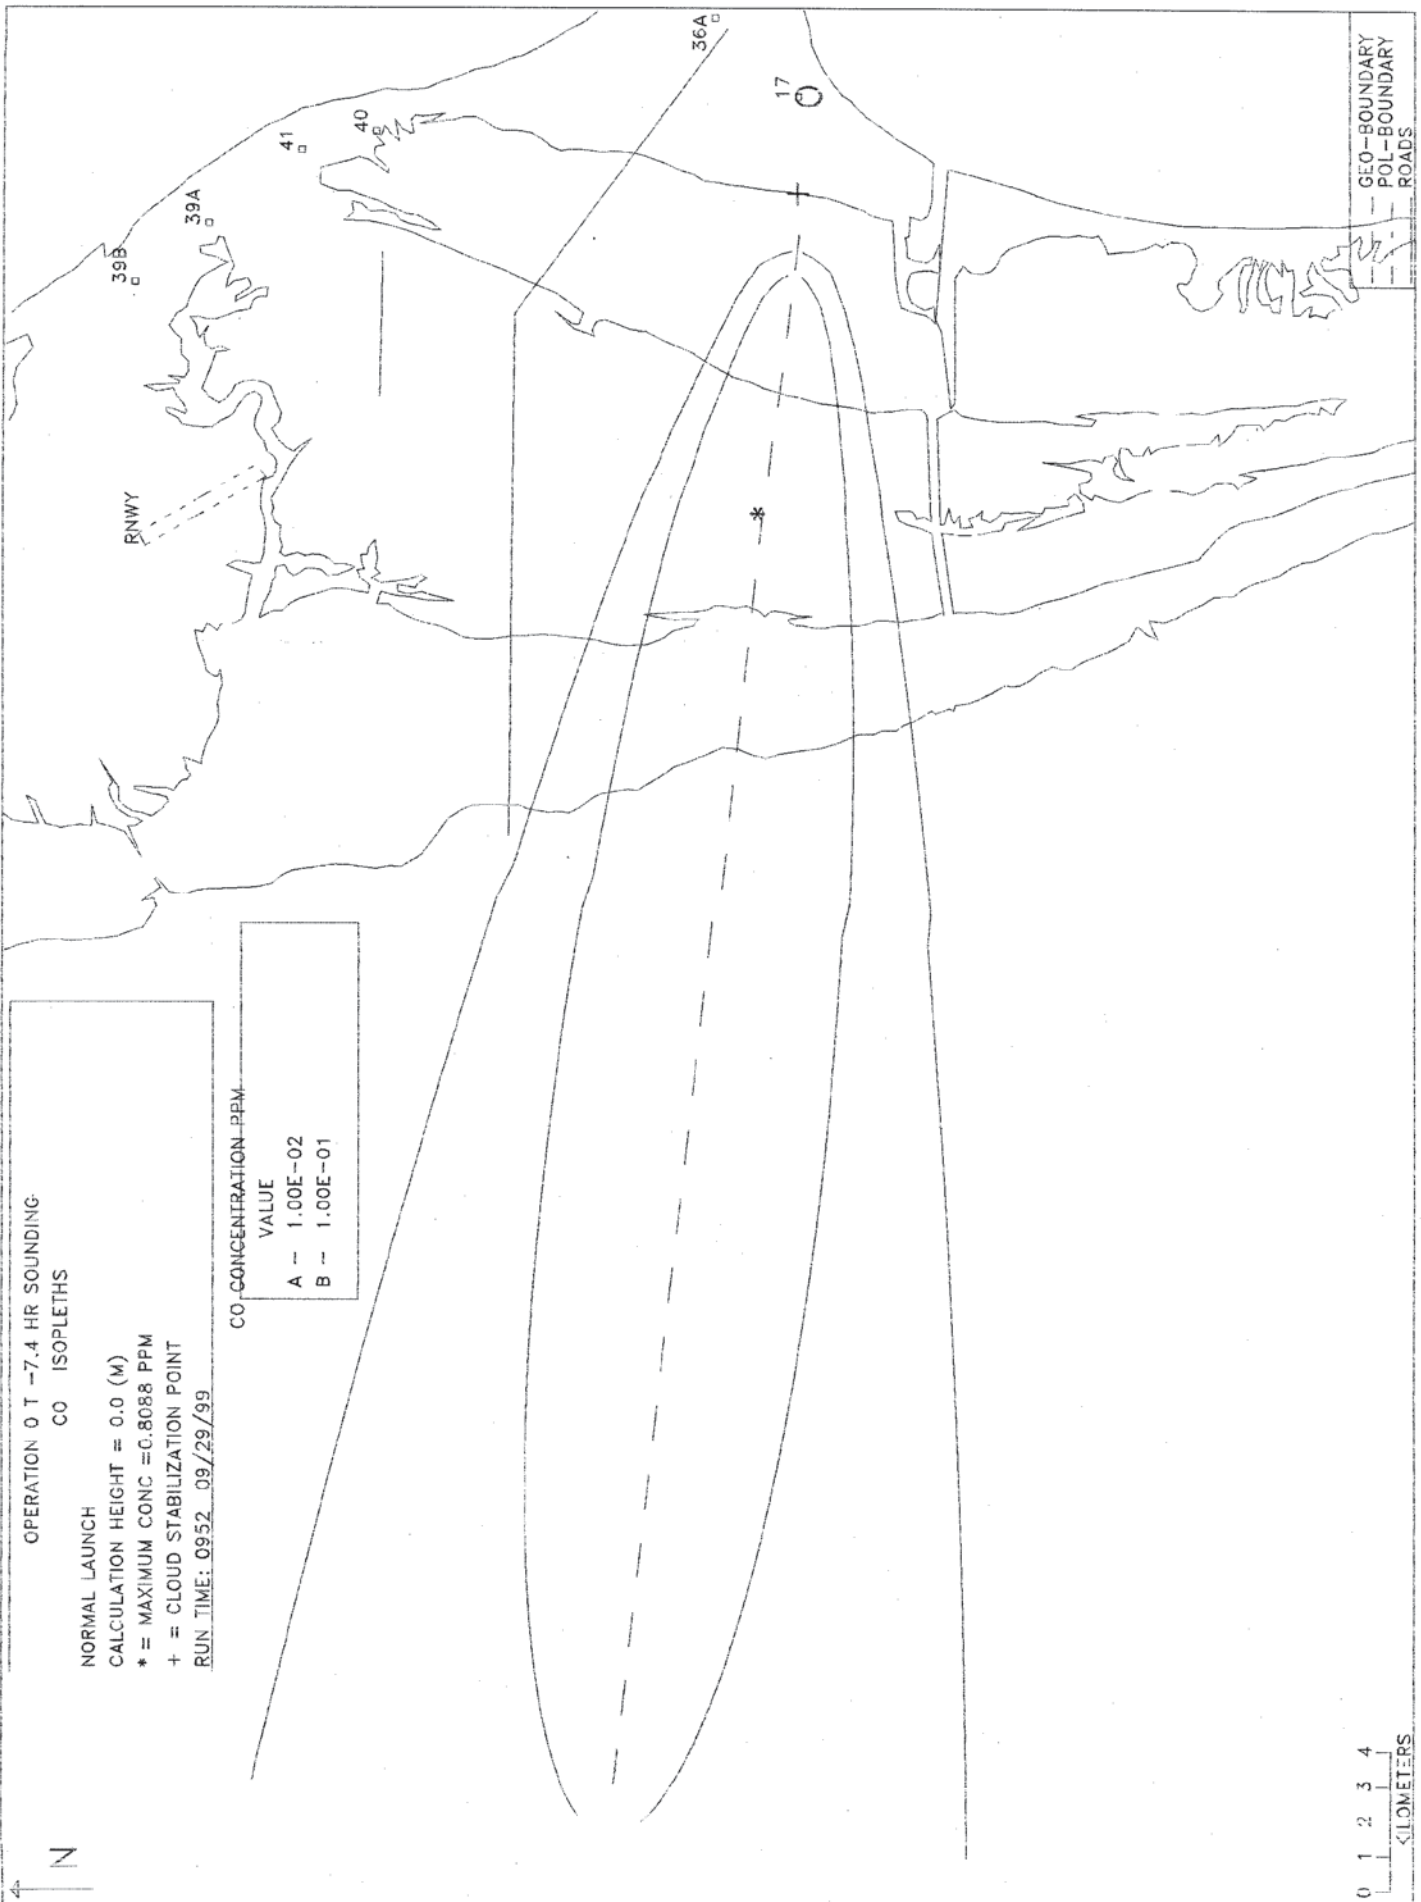 OPERATION 0 T -7.4 HR SOUNDING
CO ISOPLETHS
NORMAL LAUNCH
CALCULATION HEIGHT = 0.0 (M)
* = MAXIMUM CONC =0.8088 PPM
+ = CLOUD STABILIZATION POINT
RUN TIME: 0952 09/29/99
CO CONCENTRATION PPM
VALUE
A -- 1.00E-02
B -- 1.00E-01
N
RNWY
39B
39A
41
40
36A
17
+
*
0 1 2 3 4
KILOMETERS
GEO-BOUNDARY
POL-BOUNDARY
ROADS